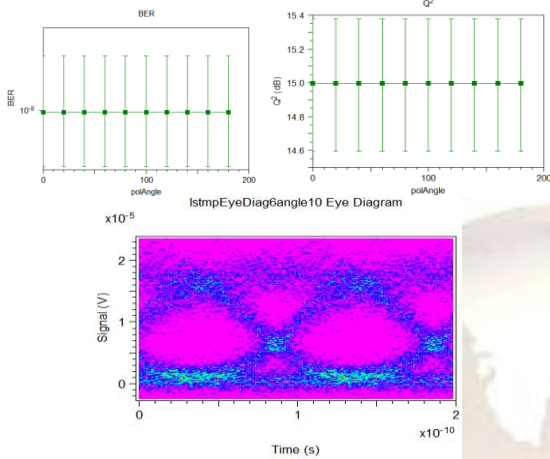 BER
BER
10^-8
0
100
200
polAngle
Q²
Q² (dB)
15.4
15.2
15.0
14.8
14.6
0
100
200
polAngle
lstmpEyeDiag6angle10 Eye Diagram
x10^-5
Signal (V)
2
1
0
0
1
2
x10^-10
Time (s)